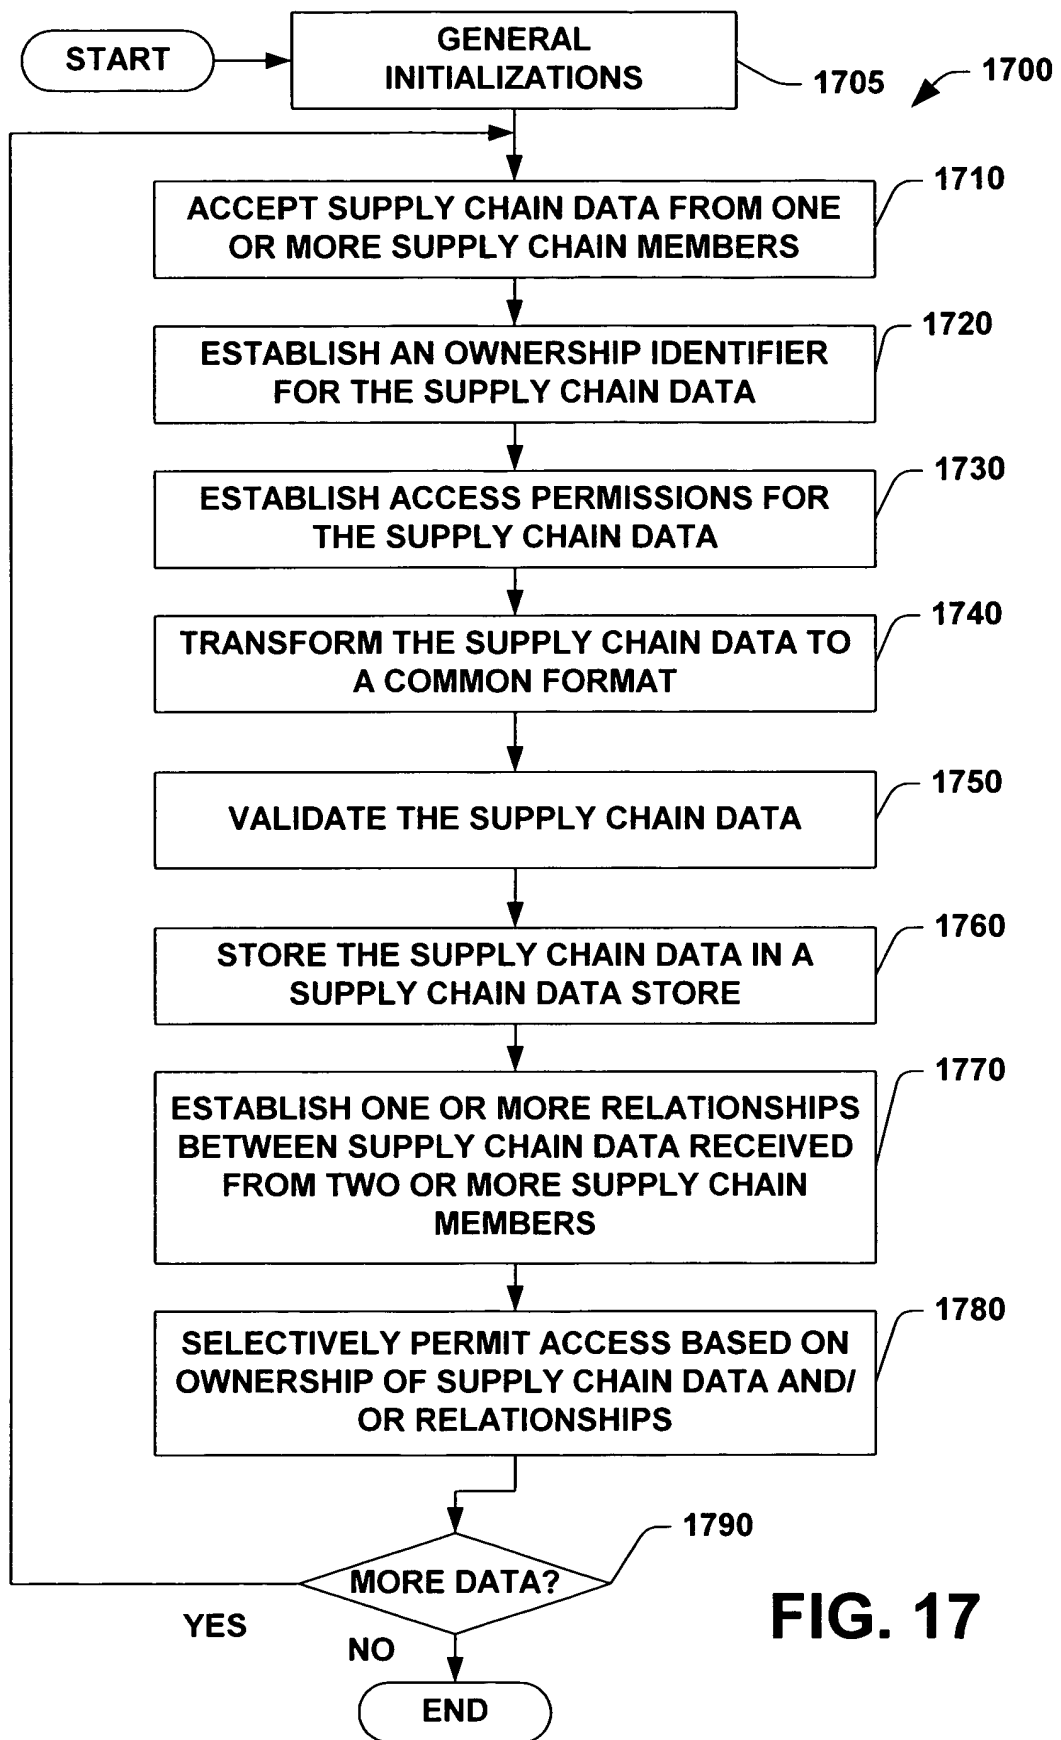 START
GENERAL
INITIALIZATIONS
1705
1700
1710
ACCEPT SUPPLY CHAIN DATA FROM ONE
OR MORE SUPPLY CHAIN MEMBERS
1720
ESTABLISH AN OWNERSHIP IDENTIFIER
FOR THE SUPPLY CHAIN DATA
1730
ESTABLISH ACCESS PERMISSIONS FOR
THE SUPPLY CHAIN DATA
1740
TRANSFORM THE SUPPLY CHAIN DATA TO
A COMMON FORMAT
1750
VALIDATE THE SUPPLY CHAIN DATA
1760
STORE THE SUPPLY CHAIN DATA IN A
SUPPLY CHAIN DATA STORE
1770
ESTABLISH ONE OR MORE RELATIONSHIPS
BETWEEN SUPPLY CHAIN DATA RECEIVED
FROM TWO OR MORE SUPPLY CHAIN
MEMBERS
1780
SELECTIVELY PERMIT ACCESS BASED ON
OWNERSHIP OF SUPPLY CHAIN DATA AND/
OR RELATIONSHIPS
1790
MORE DATA?
YES
NO
END
FIG. 17